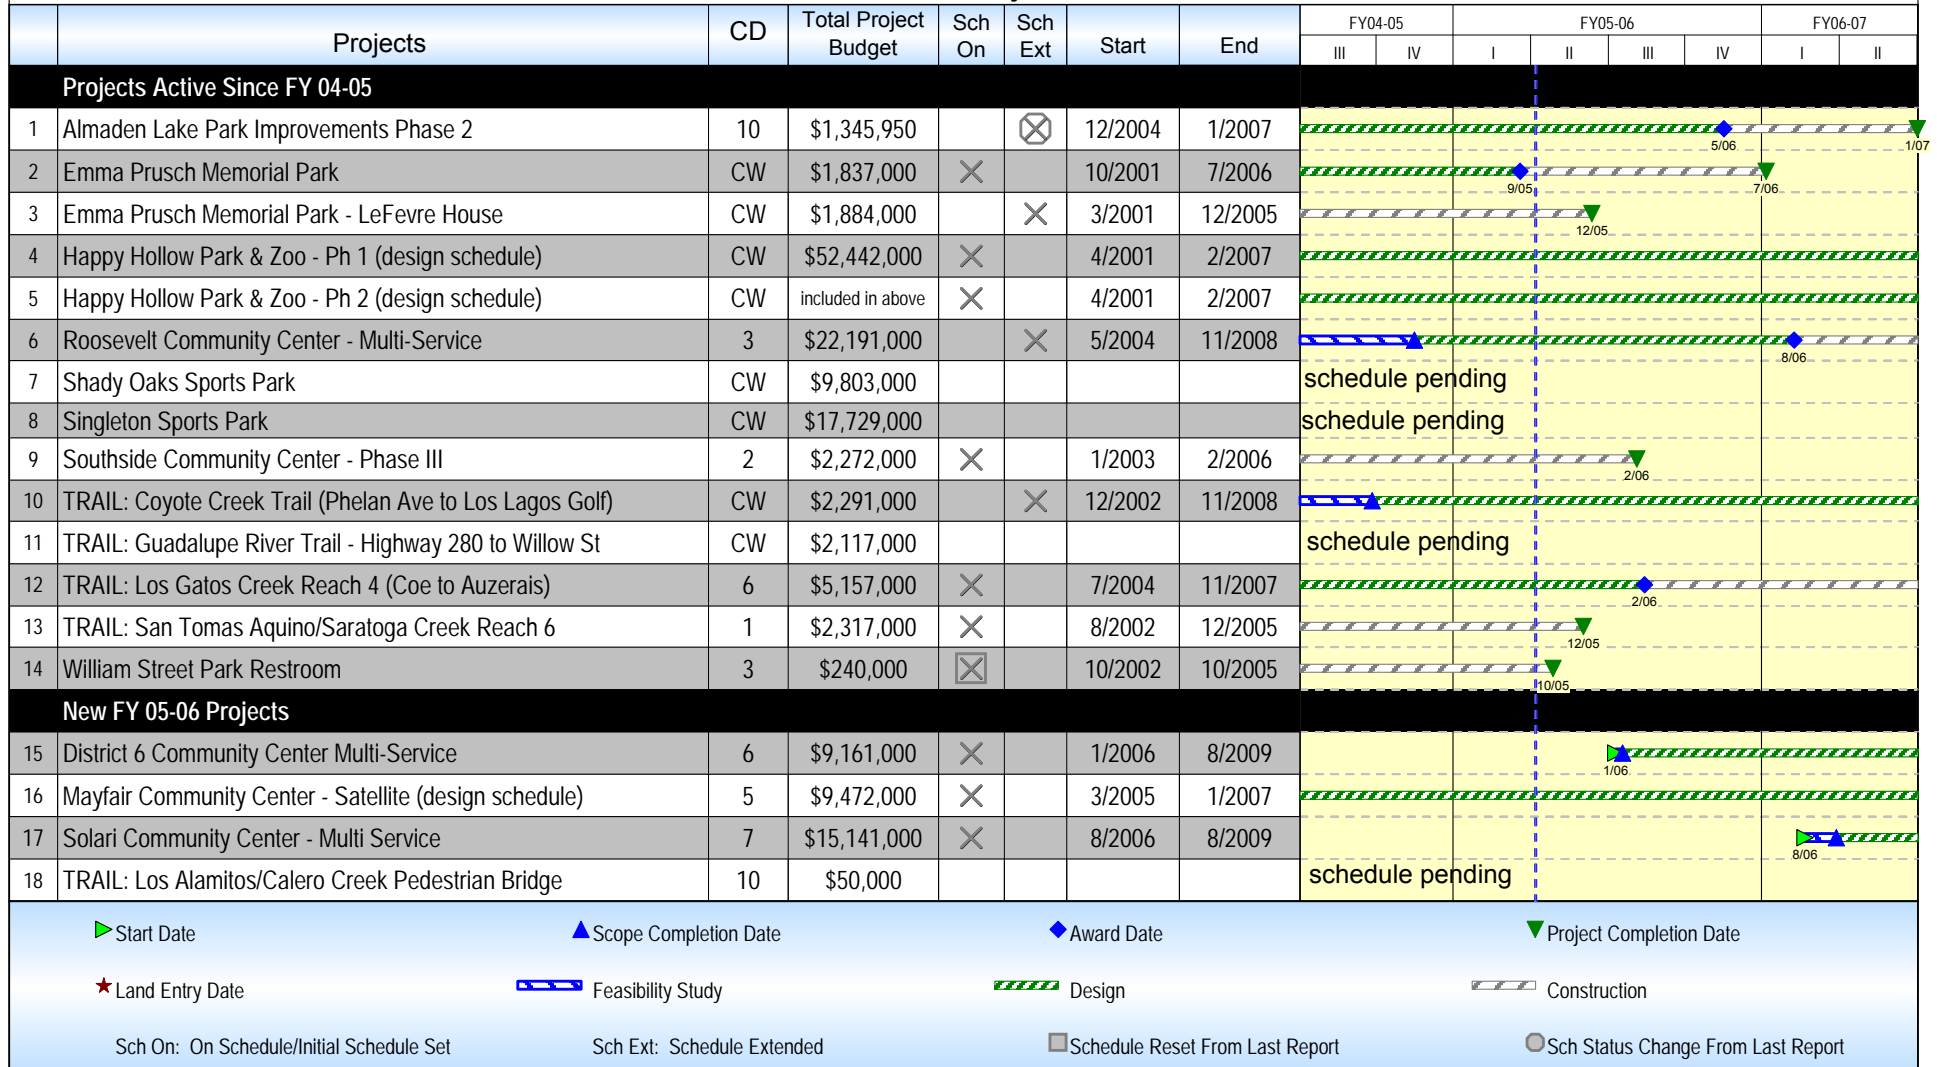 Projects CD Total Project Budget Sch On Sch Ext Start End FY04-05 FY05-06 FY06-07
III IV I II III IV I II
Projects Active Since FY 04-05
1 Almaden Lake Park Improvements Phase 2 10 $1,345,950 12/2004 1/2007 5/06 1/07
2 Emma Prusch Memorial Park CW $1,837,000 10/2001 7/2006 9/05 7/06
3 Emma Prusch Memorial Park - LeFevre House CW $1,884,000 3/2001 12/2005 12/05
4 Happy Hollow Park & Zoo - Ph 1 (design schedule) CW $52,442,000 4/2001 2/2007
5 Happy Hollow Park & Zoo - Ph 2 (design schedule) CW included in above 4/2001 2/2007
6 Roosevelt Community Center - Multi-Service 3 $22,191,000 5/2004 11/2008 8/06
7 Shady Oaks Sports Park CW $9,803,000 schedule pending
8 Singleton Sports Park CW $17,729,000 schedule pending
9 Southside Community Center - Phase III 2 $2,272,000 1/2003 2/2006 2/06
10 TRAIL: Coyote Creek Trail (Phelan Ave to Los Lagos Golf) CW $2,291,000 12/2002 11/2008
11 TRAIL: Guadalupe River Trail - Highway 280 to Willow St CW $2,117,000 schedule pending
12 TRAIL: Los Gatos Creek Reach 4 (Coe to Auzerais) 6 $5,157,000 7/2004 11/2007 2/06
13 TRAIL: San Tomas Aquino/Saratoga Creek Reach 6 1 $2,317,000 8/2002 12/2005 12/05
14 William Street Park Restroom 3 $240,000 10/2002 10/2005 10/05
New FY 05-06 Projects
15 District 6 Community Center Multi-Service 6 $9,161,000 1/2006 8/2009 1/06
16 Mayfair Community Center - Satellite (design schedule) 5 $9,472,000 3/2005 1/2007
17 Solari Community Center - Multi Service 7 $15,141,000 8/2006 8/2009 8/06
18 TRAIL: Los Alamitos/Calero Creek Pedestrian Bridge 10 $50,000 schedule pending
Start Date Scope Completion Date Award Date Project Completion Date
Land Entry Date Feasibility Study Design Construction
Sch On: On Schedule/Initial Schedule Set Sch Ext: Schedule Extended Schedule Reset From Last Report Sch Status Change From Last Report